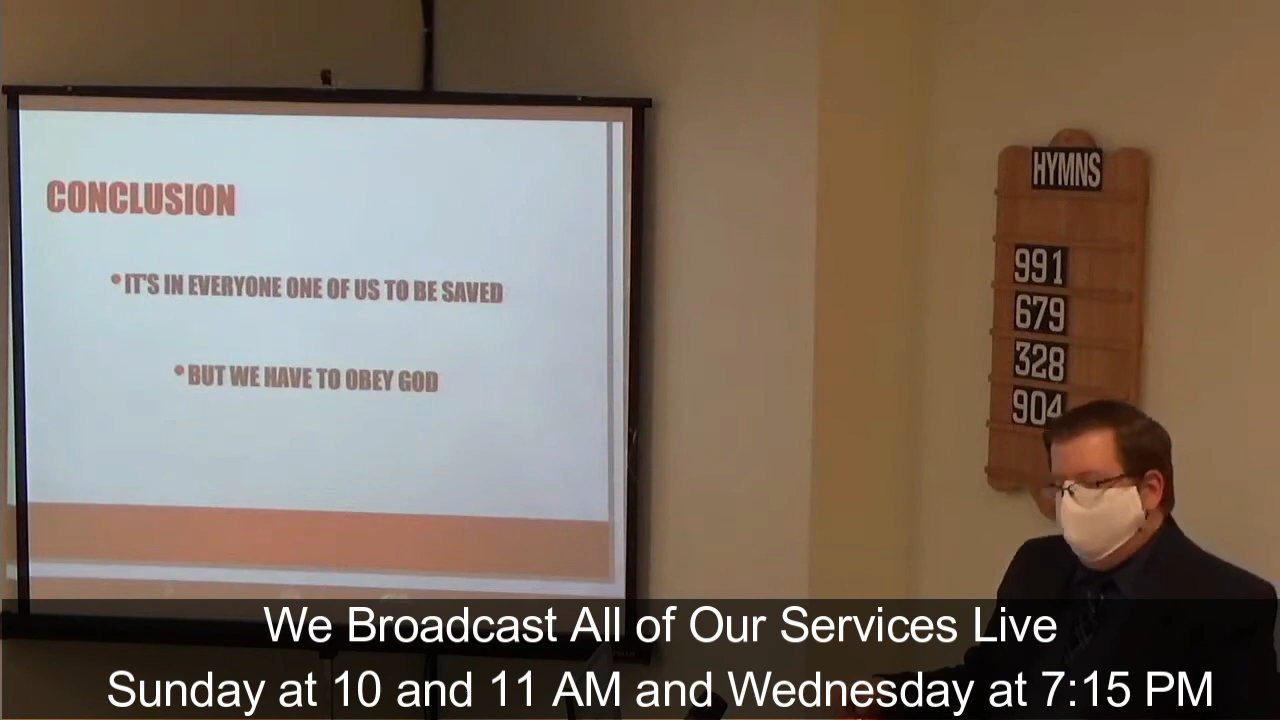 CONCLUSION
•IT'S IN EVERYONE ONE OF US TO BE SAVED
•BUT WE HAVE TO OBEY GOD
HYMNS
991
679
328
904
We Broadcast All of Our Services Live
Sunday at 10 and 11 AM and Wednesday at 7:15 PM